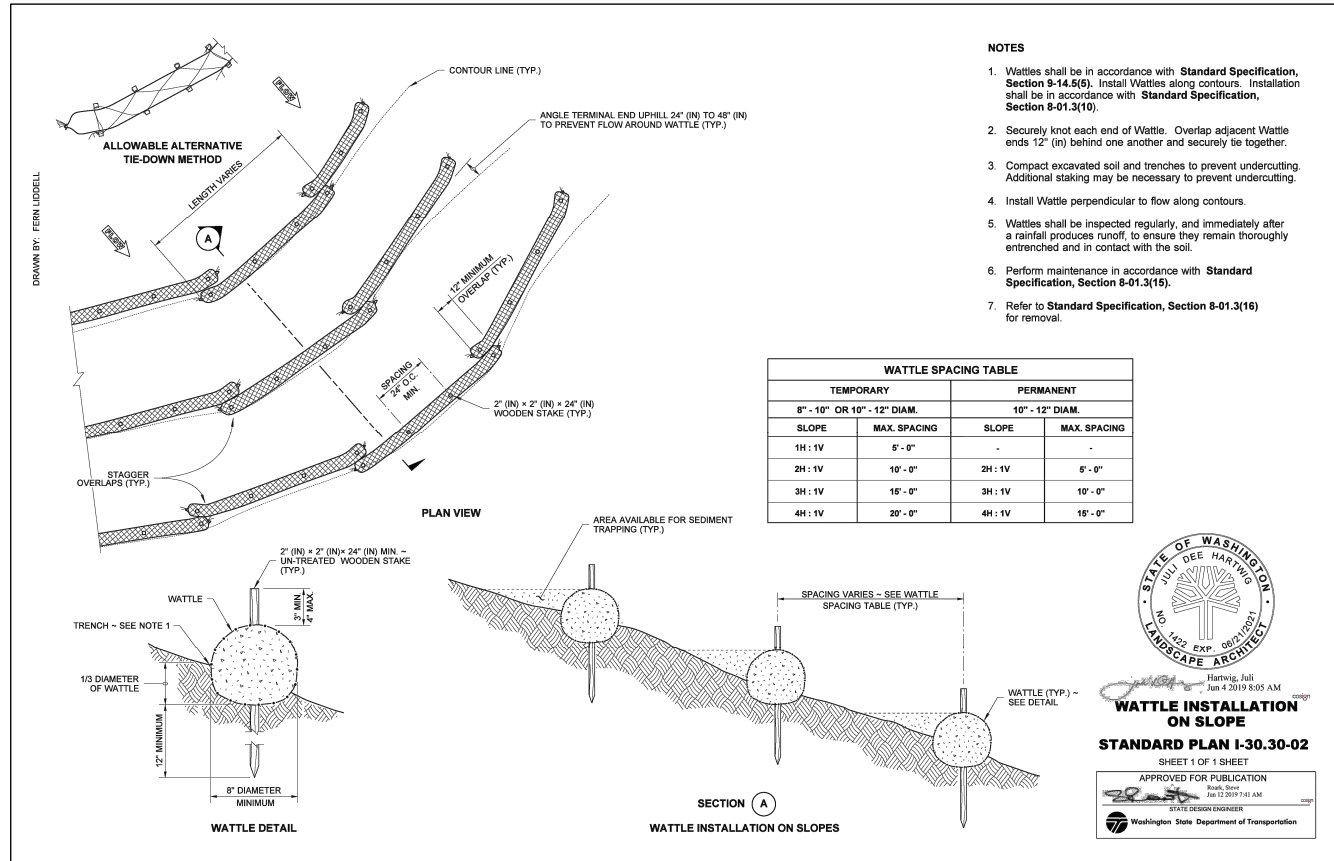 DRAWN BY: FERN LIDDELL
FLOW
ALLOWABLE ALTERNATIVE
TIE-DOWN METHOD
LENGTH VARIES
FLOW
A
CONTOUR LINE (TYP.)
ANGLE TERMINAL END UPHILL 24" (IN) TO 48" (IN)
TO PREVENT FLOW AROUND WATTLE (TYP.)
12" MINIMUM
OVERLAP (TYP.)
SPACING
24" O.C.
MIN.
2" (IN) × 2" (IN) × 24" (IN)
WOODEN STAKE (TYP.)
STAGGER
OVERLAPS (TYP.)
PLAN VIEW
NOTES
1. Wattles shall be in accordance with Standard Specification,
Section 9-14.5(5). Install Wattles along contours. Installation
shall be in accordance with Standard Specification,
Section 8-01.3(10).
2. Securely knot each end of Wattle. Overlap adjacent Wattle
ends 12" (in) behind one another and securely tie together.
3. Compact excavated soil and trenches to prevent undercutting.
Additional staking may be necessary to prevent undercutting.
4. Install Wattle perpendicular to flow along contours.
5. Wattles shall be inspected regularly, and immediately after
a rainfall produces runoff, to ensure they remain thoroughly
entrenched and in contact with the soil.
6. Perform maintenance in accordance with Standard
Specification, Section 8-01.3(15).
7. Refer to Standard Specification, Section 8-01.3(16)
for removal.
WATTLE SPACING TABLE
TEMPORARY PERMANENT
8" - 10" OR 10" - 12" DIAM. 10" - 12" DIAM.
SLOPE MAX. SPACING SLOPE MAX. SPACING
1H : 1V 5' - 0" - -
2H : 1V 10' - 0" 2H : 1V 5' - 0"
3H : 1V 15' - 0" 3H : 1V 10' - 0"
4H : 1V 20' - 0" 4H : 1V 15' - 0"
2" (IN) × 2" (IN)× 24" (IN) MIN. ~
UN-TREATED WOODEN STAKE
(TYP.)
WATTLE
TRENCH ~ SEE NOTE 1
3" MIN.
4" MAX.
1/3 DIAMETER
OF WATTLE
12" MINIMUM
8" DIAMETER
MINIMUM
WATTLE DETAIL
AREA AVAILABLE FOR SEDIMENT
TRAPPING (TYP.)
SPACING VARIES ~ SEE WATTLE
SPACING TABLE (TYP.)
WATTLE (TYP.) ~
SEE DETAIL
SECTION A
WATTLE INSTALLATION ON SLOPES
STATE OF WASHINGTON
JULI DEE HARTWIG
NO. 1422 EXP. 06/21/2021
LANDSCAPE ARCHITECT
Hartwig, Juli
Jun 4 2019 8:05 AM
cosign
WATTLE INSTALLATION
ON SLOPE
STANDARD PLAN I-30.30-02
SHEET 1 OF 1 SHEET
APPROVED FOR PUBLICATION
Roark, Steve
Jun 12 2019 7:41 AM
cosign
STATE DESIGN ENGINEER
Washington State Department of Transportation